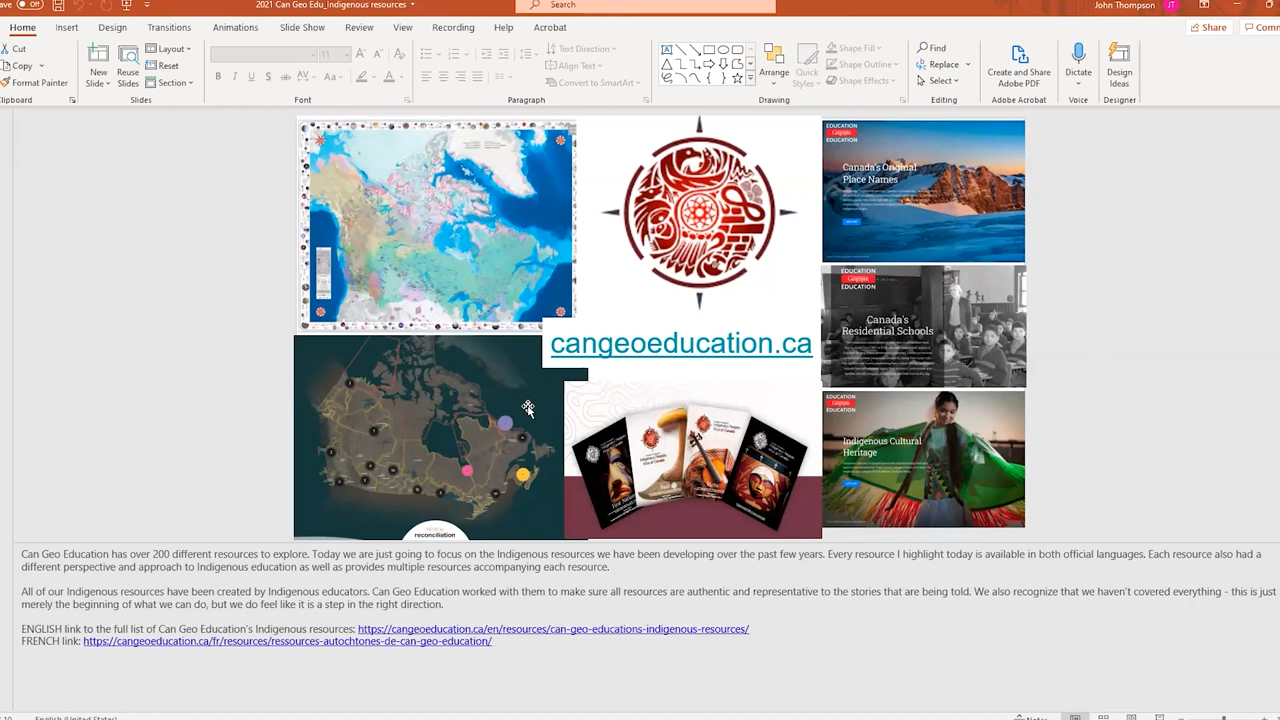 2021 Can Geo Edu_Indigenous resources
Search
John Thompson
JT
Home
Insert
Design
Transitions
Animations
Slide Show
Review
View
Recording
Help
Acrobat
Share
Cut
Copy
Format Painter
New
Slides
Reuse
Slides
Layout
Reset
Section
Slides
11
Font
Text Direction
Align Text
Convert to SmartArt
Paragraph
Arrange
Quick
Styles
Shape Fill
Shape Outline
Shape Effects
Drawing
Find
Replace
Select
Editing
Create and Share
Adobe PDF
Adobe Acrobat
Dictate
Voice
Design
Ideas
Designer
cangeoeducation.ca
reconciliation
EDUCATION
EDUCATION
Canada's Original
Place Names
EDUCATION
EDUCATION
Canada's
Residential Schools
EDUCATION
EDUCATION
Indigenous Cultural
Heritage
Can Geo Education has over 200 different resources to explore. Today we are just going to focus on the Indigenous resources we have been developing over the past few years. Every resource I highlight today is available in both official languages. Each resource also had a
different perspective and approach to Indigenous education as well as provides multiple resources accompanying each resource.
All of our Indigenous resources have been created by Indigenous educators. Can Geo Education worked with them to make sure all resources are authentic and representative to the stories that are being told. We also recognize that we haven't covered everything - this is just
merely the beginning of what we can do, but we do feel like it is a step in the right direction.
ENGLISH link to the full list of Can Geo Education's Indigenous resources: https://cangeoeducation.ca/en/resources/can-geo-educations-indigenous-resources/
FRENCH link: https://cangeoeducation.ca/fr/resources/ressources-autochtones-de-can-geo-education/
English (United States)
Notes